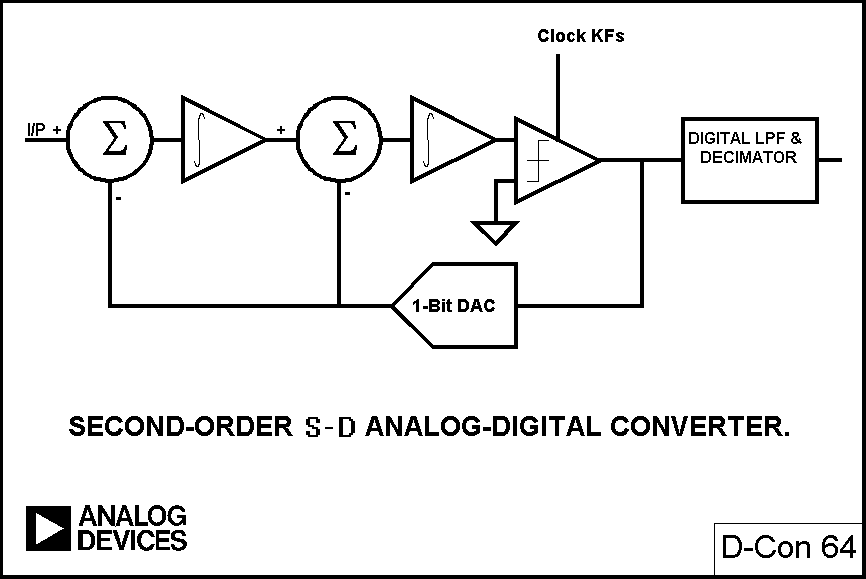 Clock KFs
I/P +
Σ
∫
+
Σ
∫
DIGITAL LPF &
DECIMATOR
-
-
1-Bit DAC
SECOND-ORDER S-D ANALOG-DIGITAL CONVERTER.
ANALOG
DEVICES
D-Con 64